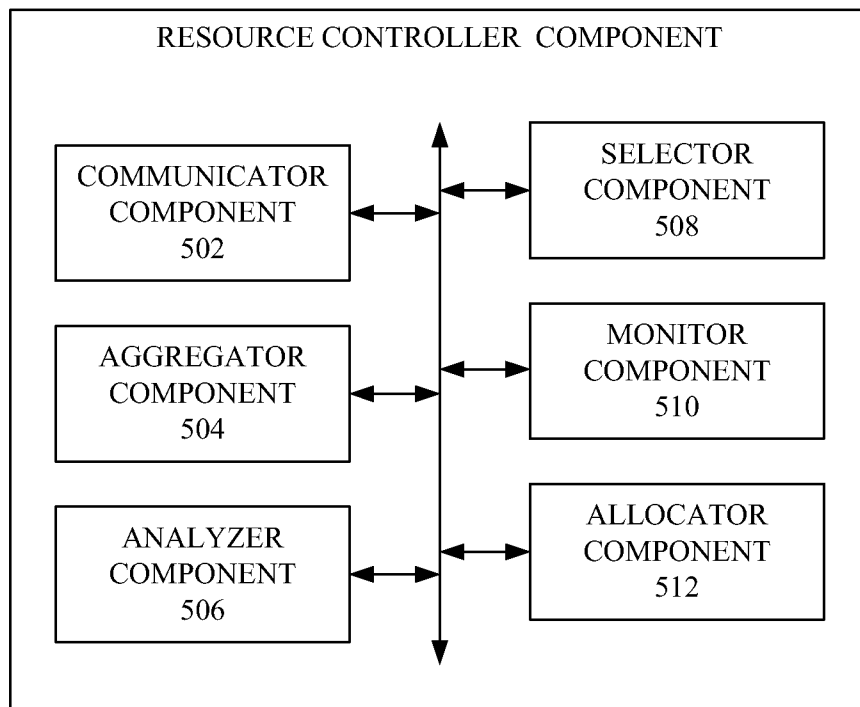 RESOURCE CONTROLLER COMPONENT
COMMUNICATOR
COMPONENT
502
AGGREGATOR
COMPONENT
504
ANALYZER
COMPONENT
506
SELECTOR
COMPONENT
508
MONITOR
COMPONENT
510
ALLOCATOR
COMPONENT
512